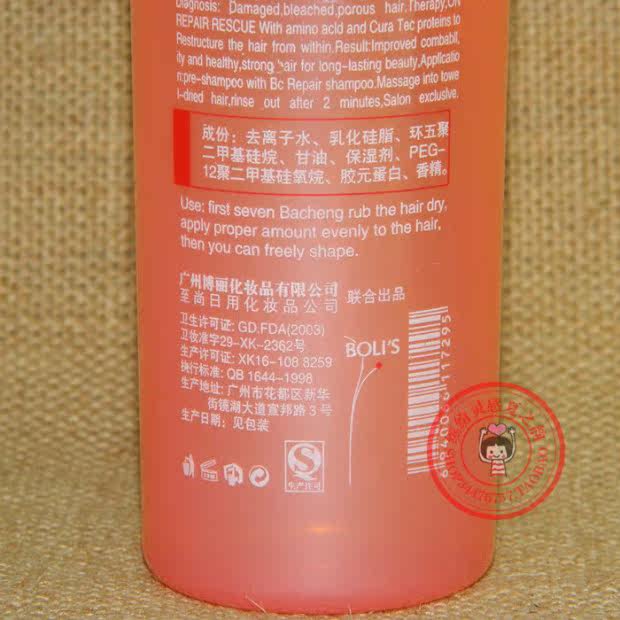 Diagnosis: Damaged,bleached,porous hair.Therapy.ON
REPAIR RESCUE With amino acid and Cura Tec proteins to
Restructure the hair from within.Result:Improved combabil,
ity and healthy,strong hair for long-lasting beauty.Applicatio
n:pre-shampoo with Bc Repair shampoo.Massage into towe
l-dried hair,rinse out after 2 minutes,Salon exclusive.
成份：去离子水、乳化硅脂、环五聚
二甲基硅烷、甘油、保湿剂、PEG-
12聚二甲基硅氧烷、胶元蛋白、香精。
Use: first seven Bacheng rub the hair dry,
apply proper amount evenly to the hair,
then you can freely shape.
广州博丽化妆品有限公司
至尚日用化妆品公司
联合出品
卫生许可证: GD.FDA(2003)
卫妆准字29-XK-2362号
生产许可证: XK16-108 8259
执行标准: QB 1644-1998
生产地址: 广州市花都区新华
街镜湖大道宣邦路3号
生产日期: 见包装
BOLI'S
生产许可